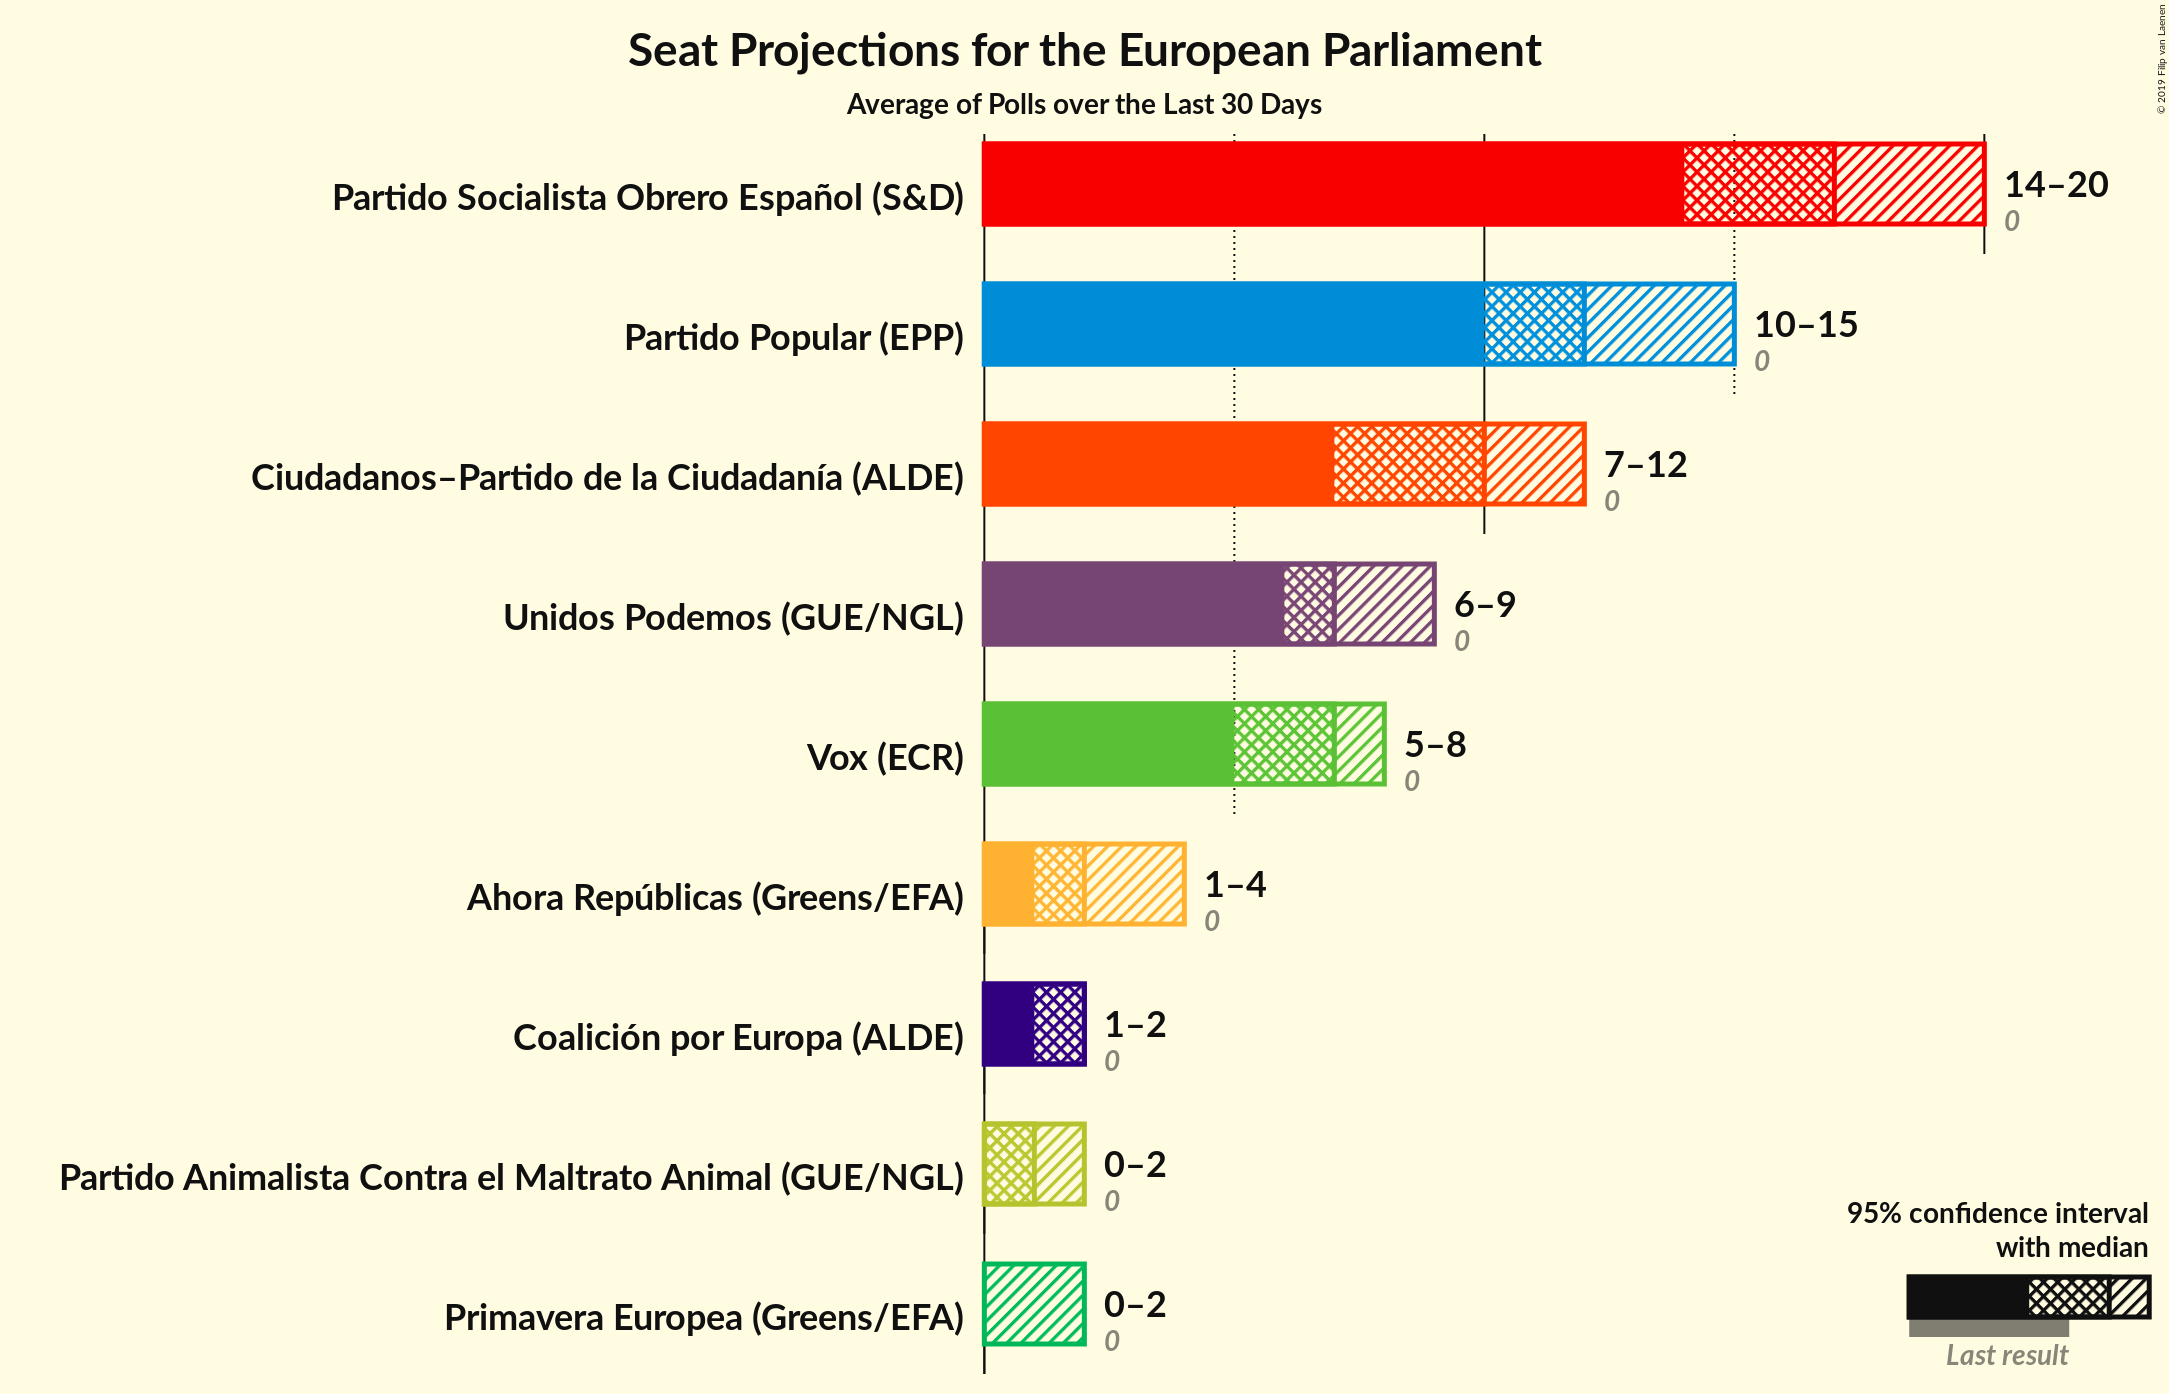 Seat Projections for the European Parliament
Average of Polls over the Last 30 Days
© 2019 Filip van Laenen
Partido Socialista Obrero Español (S&D)
14–20
0
Partido Popular (EPP)
10–15
0
Ciudadanos–Partido de la Ciudadanía (ALDE)
7–12
0
Unidos Podemos (GUE/NGL)
6–9
0
Vox (ECR)
5–8
0
Ahora Repúblicas (Greens/EFA)
1–4
0
Coalición por Europa (ALDE)
1–2
0
Partido Animalista Contra el Maltrato Animal (GUE/NGL)
0–2
0
Primavera Europea (Greens/EFA)
0–2
0
95% confidence interval
with median
Last result